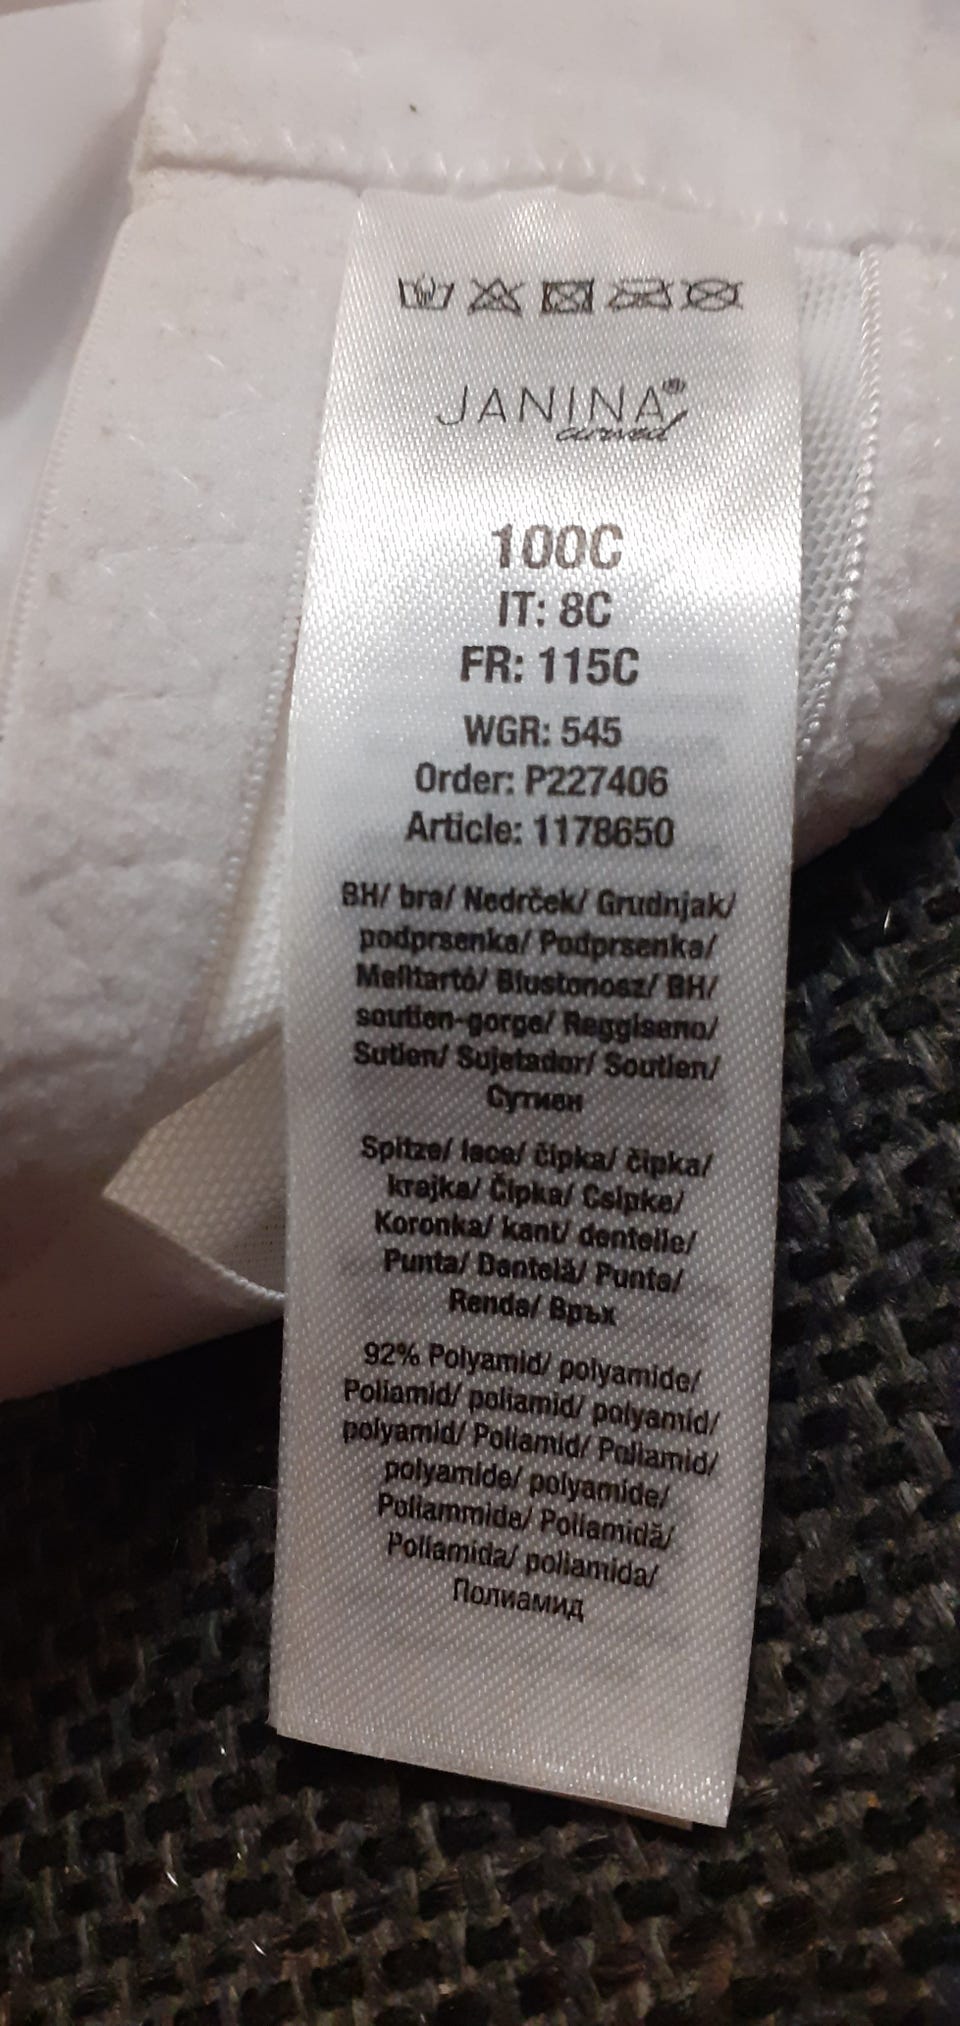 JANINA®
curved
100C
IT: 8C
FR: 115C
WGR: 545
Order: P227406
Article: 1178650
BH/ bra/ Nedrček/ Grudnjak/
podprsenka/ Podprsenka/
Melltartó/ Biustonosz/ BH/
soutien-gorge/ Reggiseno/
Sutien/ Sujetador/ Soutien/
Сутиен
Spitze/ lace/ čipka/ čipka/
krajka/ Čipka/ Csipke/
Koronka/ kant/ dentelle/
Punta/ Dantelă/ Punta/
Renda/ Връх
92% Polyamid/ polyamide/
Poliamid/ poliamid/ polyamid/
polyamid/ Poliamid/ Poliamid/
polyamide/ polyamide/
Poliammide/ Poliamidă/
Poliamida/ poliamida/
Полиамид